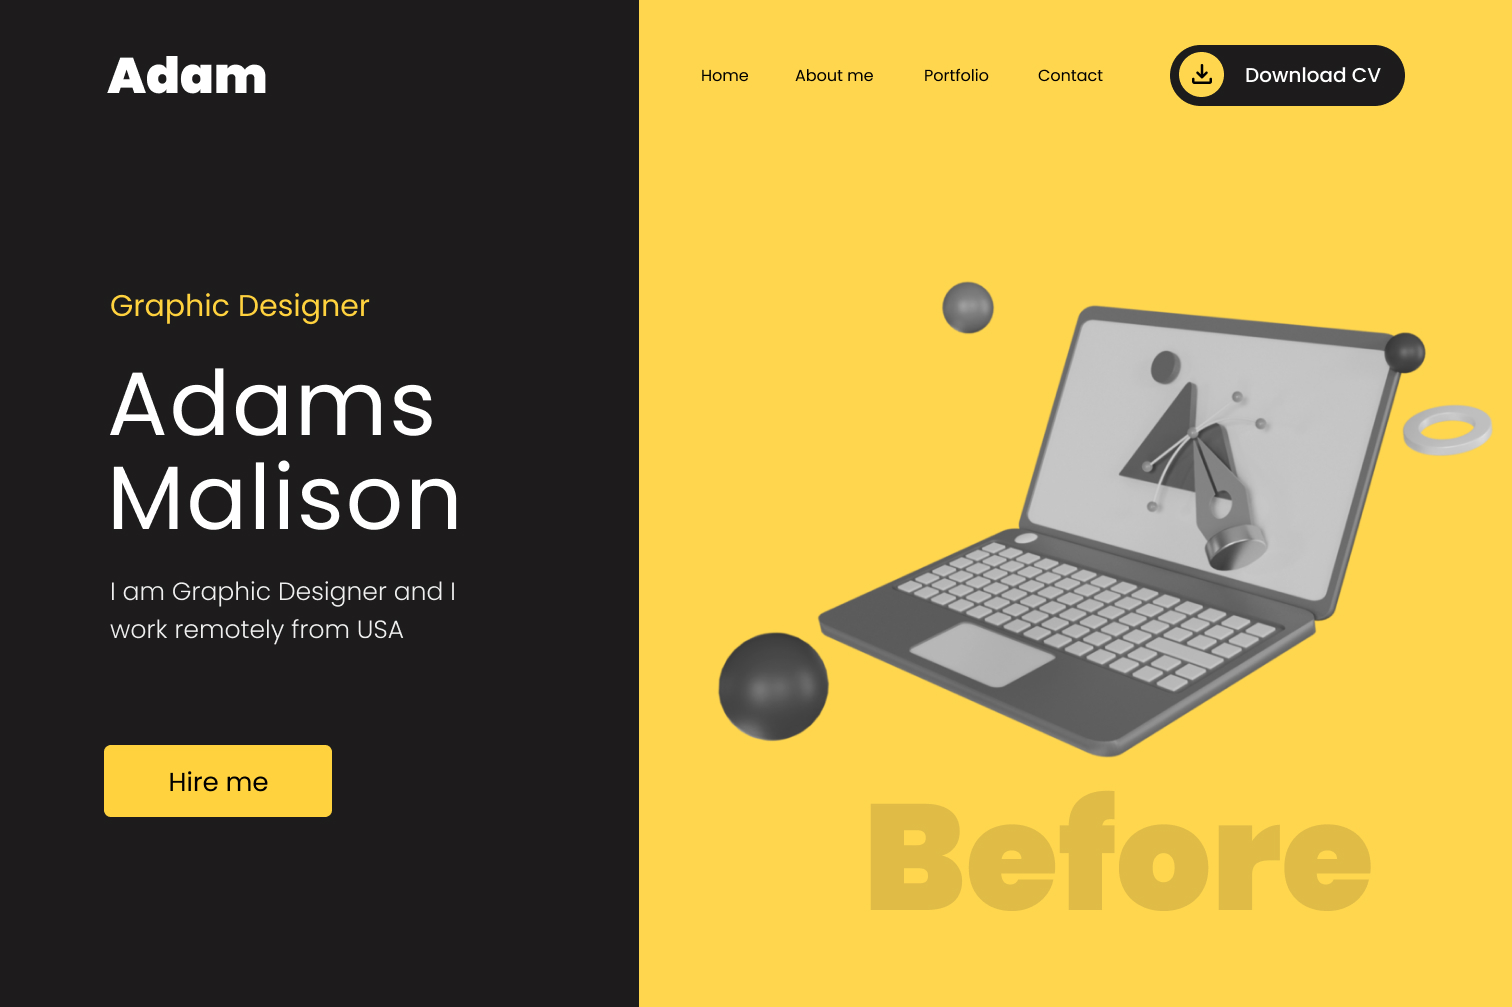 Adam
Home
About me
Portfolio
Contact
Download CV
Graphic Designer
Adams
Malison
I am Graphic Designer and I
work remotely from USA
Hire me
Before